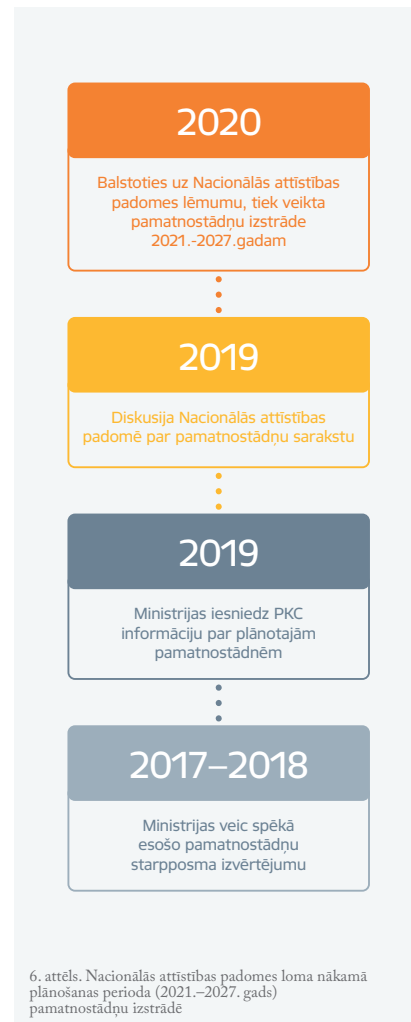 2020
Balstoties uz Nacionālās attīstības
padomes lēmumu, tiek veikta
pamatnostādņu izstrāde
2021.-2027.gadam
2019
Diskusija Nacionālās attīstības
padomē par pamatnostādņu sarakstu
2019
Ministrijas iesniedz PKC
informāciju par plānotajām
pamatnostādnēm
2017–2018
Ministrijas veic spēkā
esošo pamatnostādņu
starpposma izvērtējumu
6. attēls. Nacionālās attīstības padomes loma nākamā
plānošanas perioda (2021.–2027. gads)
pamatnostādņu izstrādē